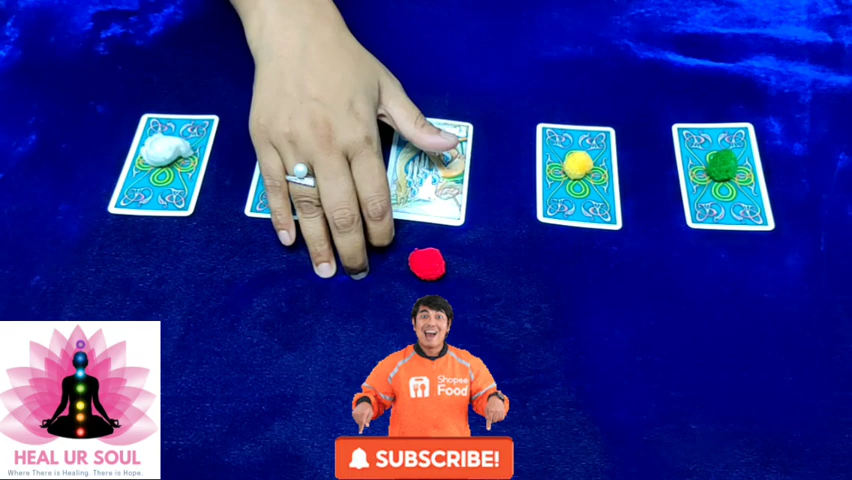 Shopee
Food
SUBSCRIBE!
HEAL UR SOUL
Where There is Healing. There is Hope.